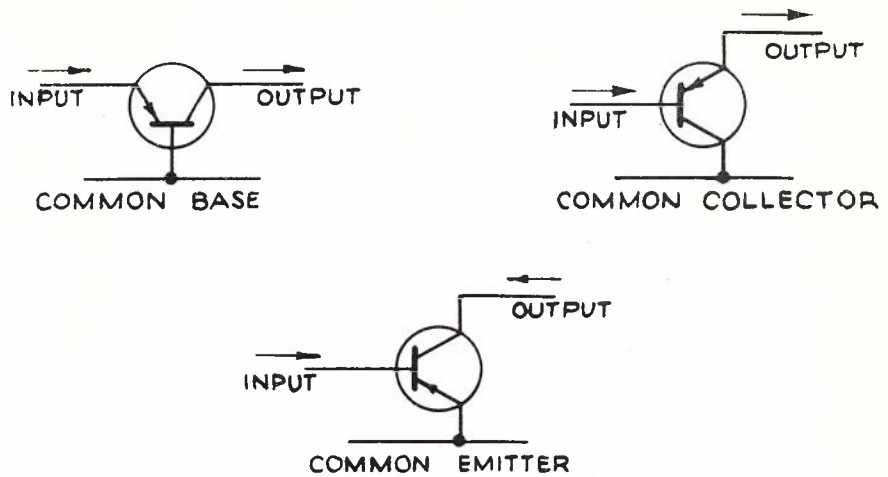 INPUT
OUTPUT
COMMON BASE
OUTPUT
INPUT
COMMON COLLECTOR
OUTPUT
INPUT
COMMON EMITTER